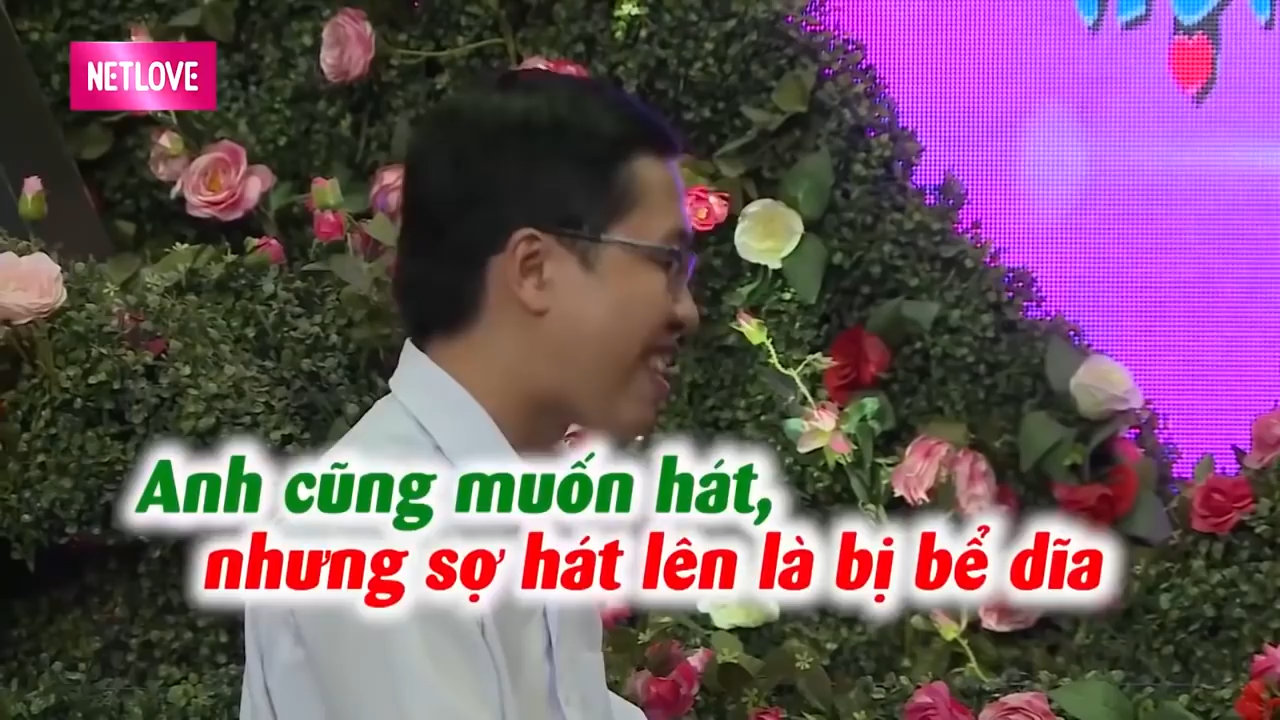 NETLOVE
Anh cũng muốn hát,
nhưng sợ hát lên là bị bể dĩa